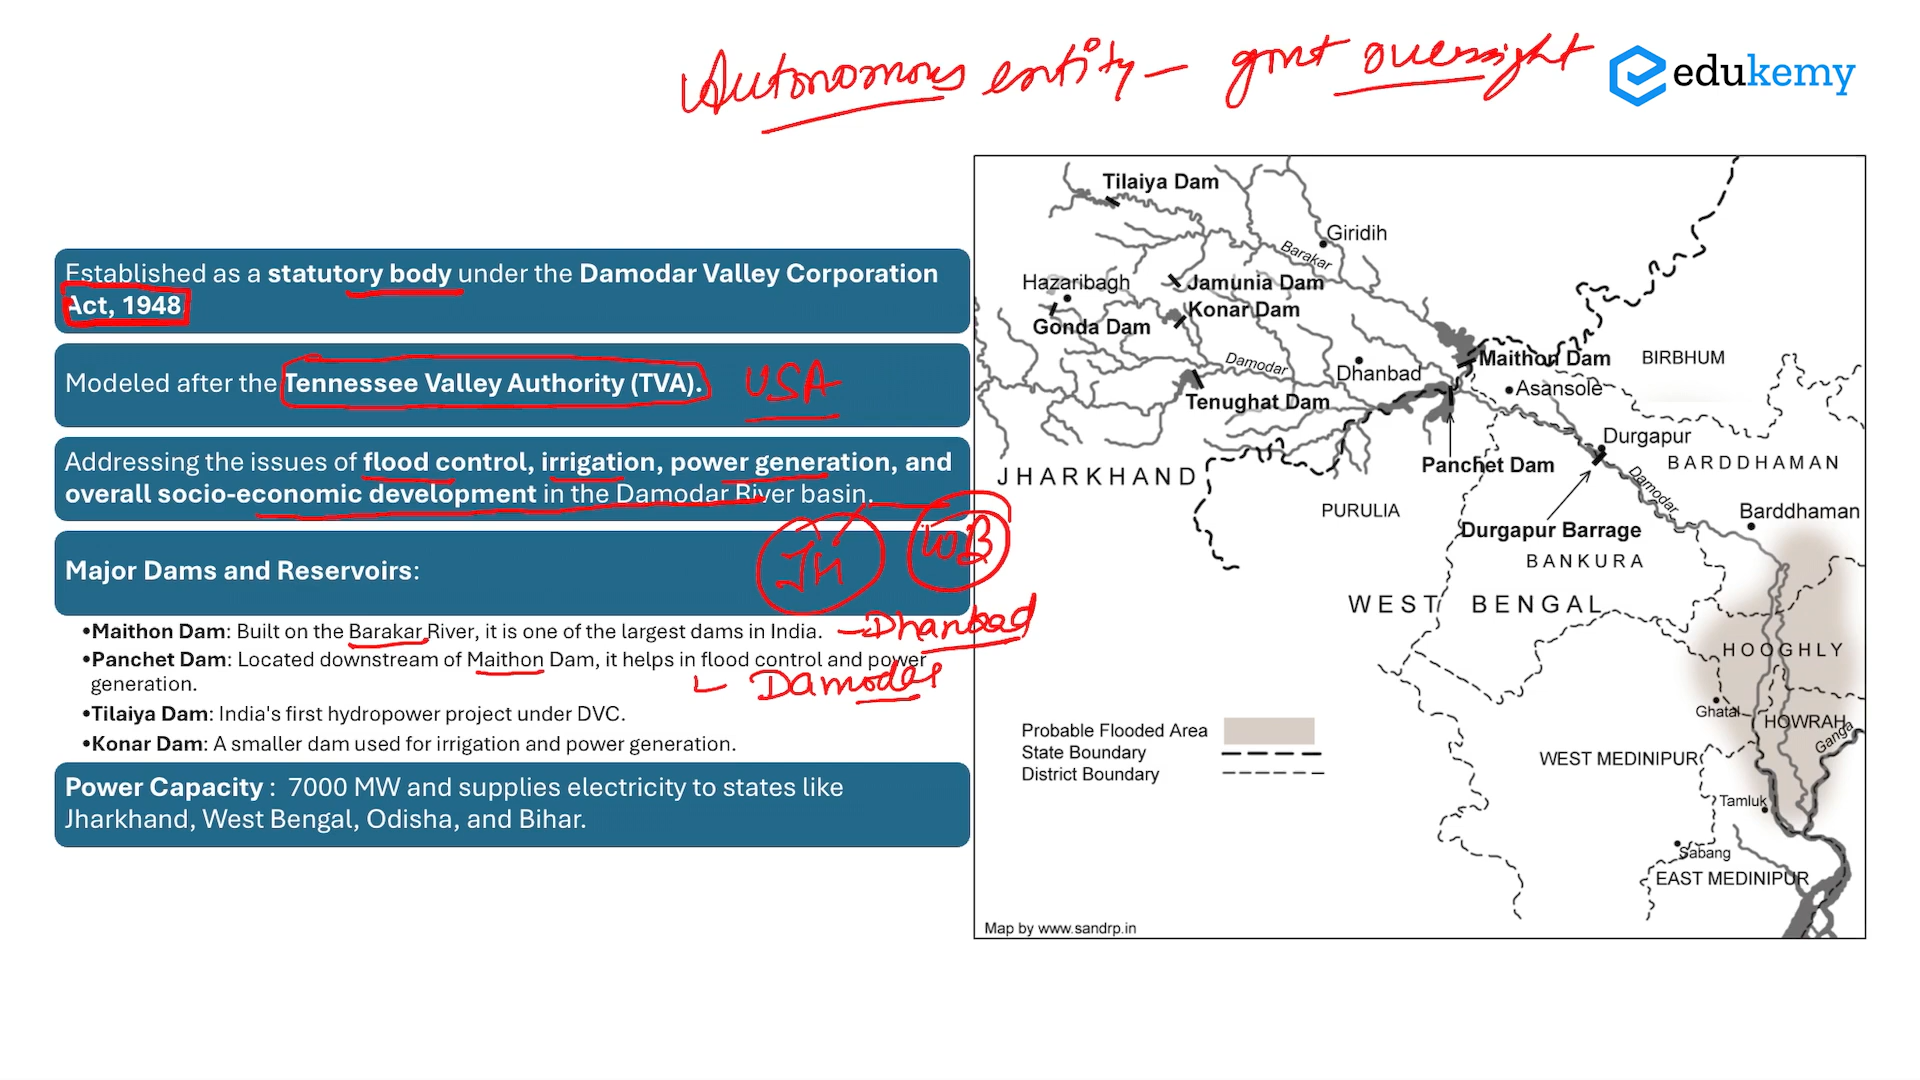 Autonomous entity - govt oversight
edukemy
Established as a statutory body under the Damodar Valley Corporation
Act, 1948
Modeled after the Tennessee Valley Authority (TVA).
USA
Addressing the issues of flood control, irrigation, power generation, and
overall socio-economic development in the Damodar River basin.
JH
WB
Major Dams and Reservoirs:
•Maithon Dam: Built on the Barakar River, it is one of the largest dams in India.
- Dhanbad
•Panchet Dam: Located downstream of Maithon Dam, it helps in flood control and power
generation.
Damodar
•Tilaiya Dam: India's first hydropower project under DVC.
•Konar Dam: A smaller dam used for irrigation and power generation.
Power Capacity : 7000 MW and supplies electricity to states like
Jharkhand, West Bengal, Odisha, and Bihar.
Tilaiya Dam
Giridih
Barakar
Hazaribagh
Jamunia Dam
Konar Dam
Gonda Dam
Damodar
Dhanbad
Maithon Dam
BIRBHUM
Asansole
Tenughat Dam
Durgapur
JHARKHAND
Panchet Dam
BARDDHAMAN
Damodar
PURULIA
Durgapur Barrage
Barddhaman
BANKURA
WEST BENGAL
HOOGHLY
Ghatal
HOWRAH
Ganga
Probable Flooded Area
State Boundary
District Boundary
WEST MEDINIPUR
Tamluk
Sabang
EAST MEDINIPUR
Map by www.sandrp.in